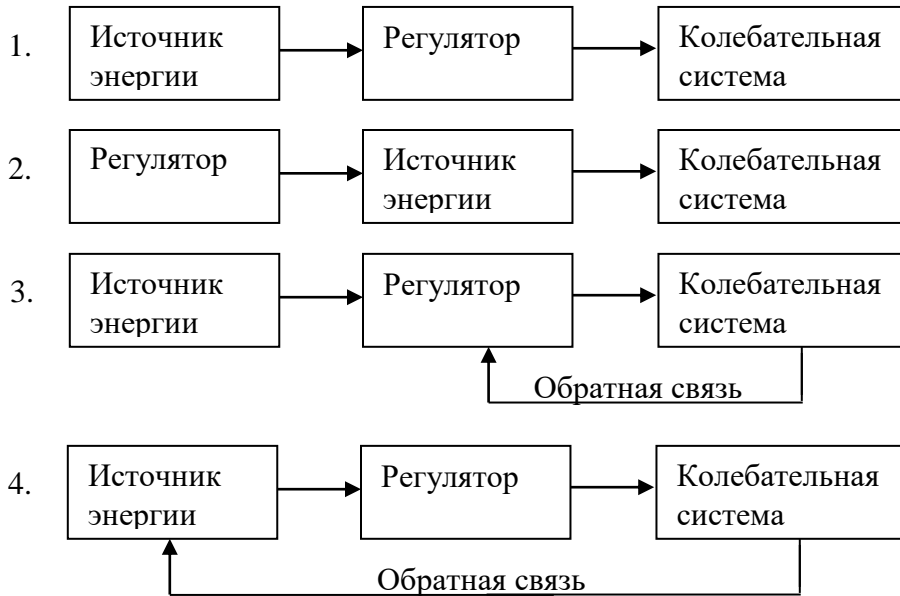 1. Источник Регулятор Колебательная
энергии система
2. Регулятор Источник Колебательная
энергии система
3. Источник Регулятор Колебательная
энергии система
Обратная связь
4. Источник Регулятор Колебательная
энергии система
Обратная связь